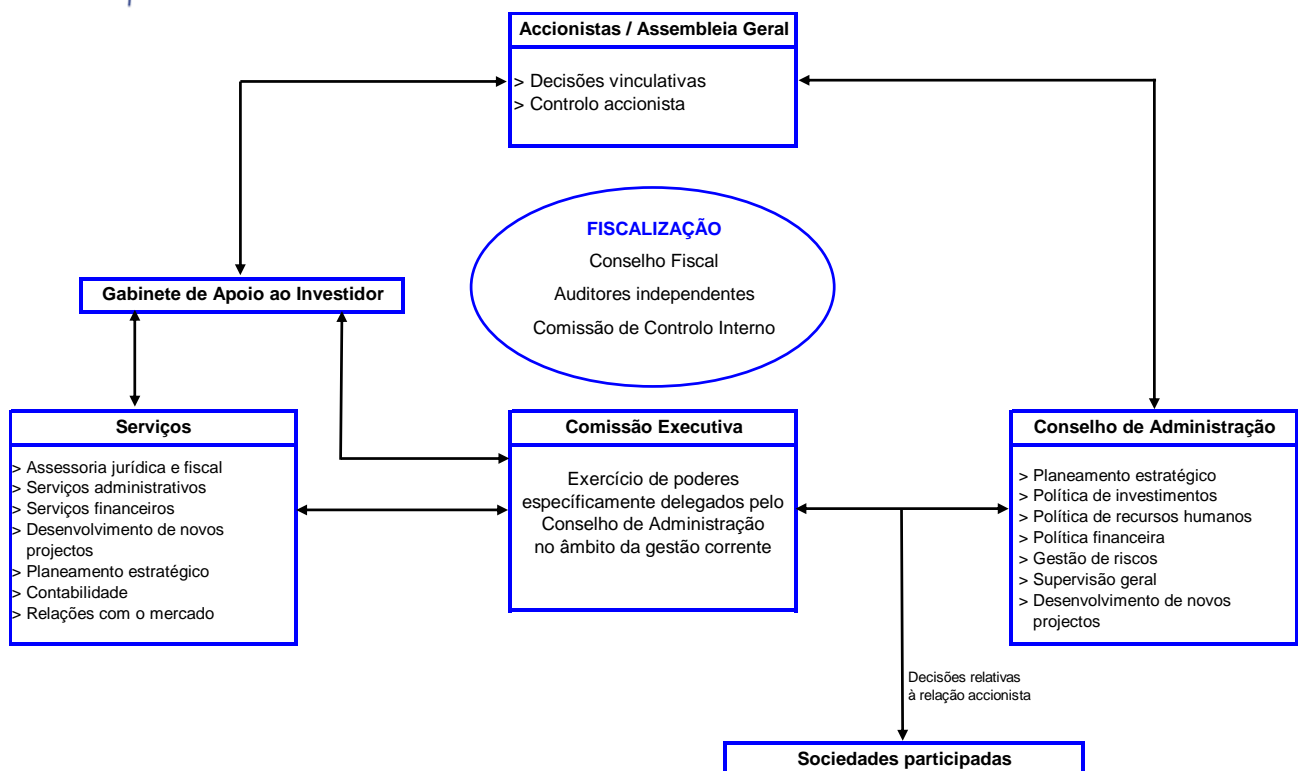 Accionistas / Assembleia Geral
> Decisões vinculativas
> Controlo accionista
FISCALIZAÇÃO
Conselho Fiscal
Auditores independentes
Comissão de Controlo Interno
Gabinete de Apoio ao Investidor
Serviços
> Assessoria jurídica e fiscal
> Serviços administrativos
> Serviços financeiros
> Desenvolvimento de novos
projectos
> Planeamento estratégico
> Contabilidade
> Relações com o mercado
Comissão Executiva
Exercício de poderes
específicamente delegados pelo
Conselho de Administração
no âmbito da gestão corrente
Conselho de Administração
> Planeamento estratégico
> Política de investimentos
> Política de recursos humanos
> Política financeira
> Gestão de riscos
> Supervisão geral
> Desenvolvimento de novos
projectos
Decisões relativas
à relação accionista
Sociedades participadas